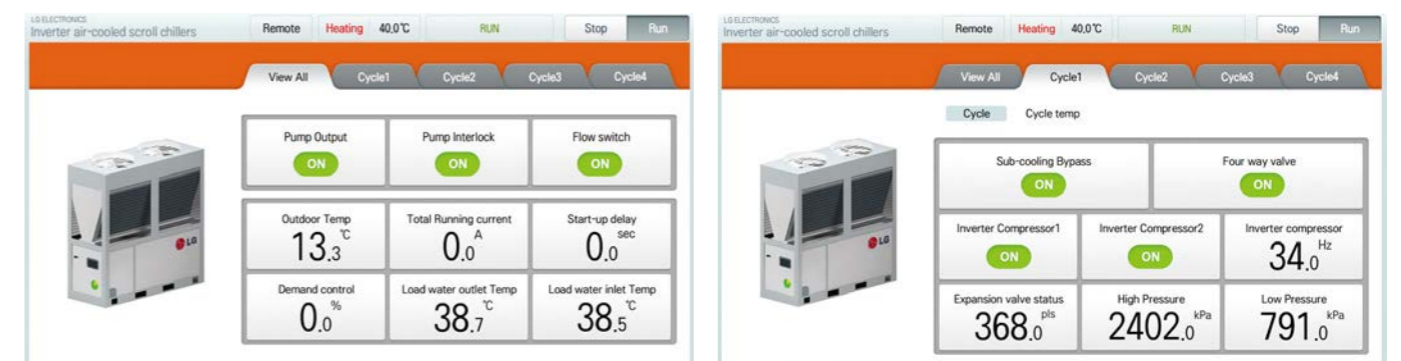 LG ELECTRONICS
Inverter air-cooled scroll chillers
Remote Heating 40.0℃ RUN Stop Run
View All Cycle1 Cycle2 Cycle3 Cycle4
Pump Output Pump Interlock Flow switch
ON ON ON
Outdoor Temp Total Running current Start-up delay
13.3 ℃ 0.0 A 0.0 sec
Demand control Load water outlet Temp Load water inlet Temp
0.0 % 38.7 ℃ 38.5 ℃
LG
LG ELECTRONICS
Inverter air-cooled scroll chillers
Remote Heating 40.0℃ RUN Stop Run
View All Cycle1 Cycle2 Cycle3 Cycle4
Cycle Cycle temp
Sub-cooling Bypass Four way valve
ON ON
Inverter Compressor1 Inverter Compressor2 Inverter compressor
ON ON 34.0 Hz
Expansion valve status High Pressure Low Pressure
368.0 pls 2402.0 kPa 791.0 kPa
LG